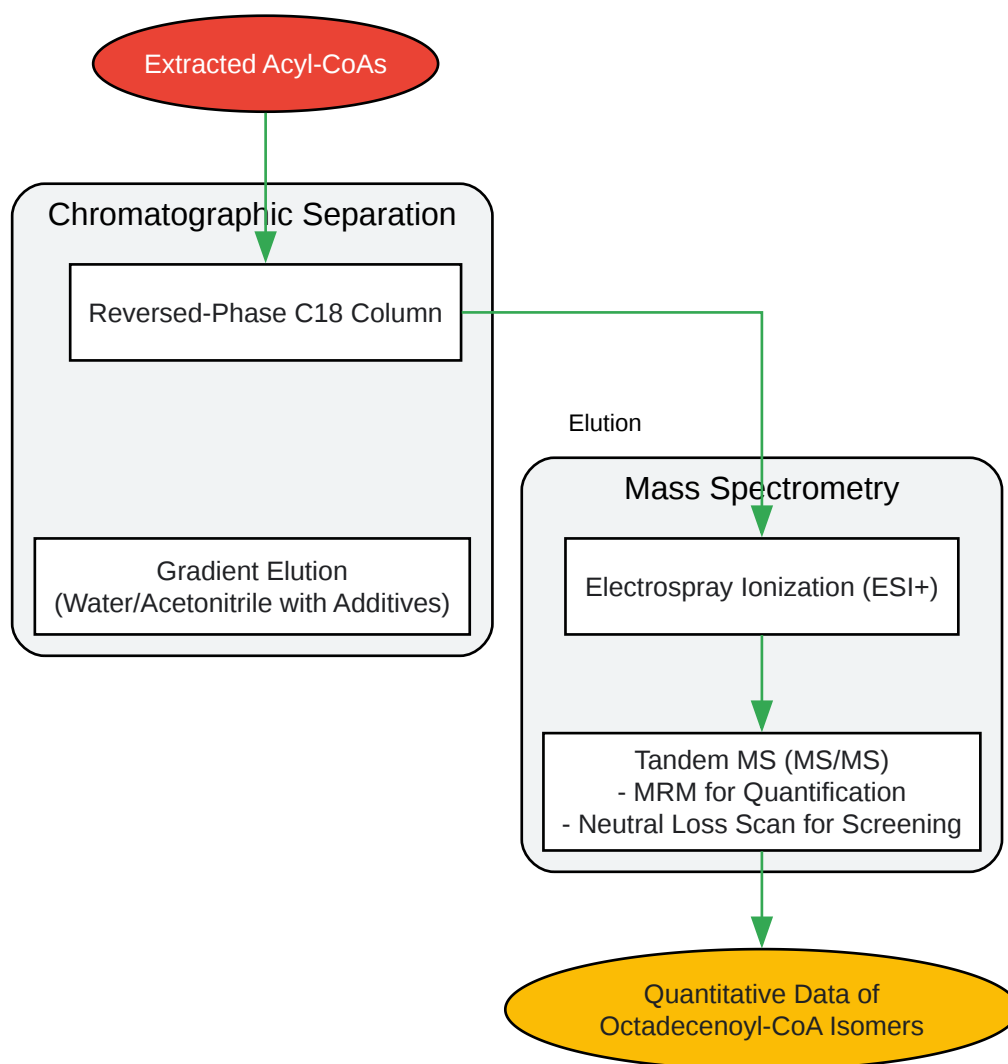 Extracted Acyl-CoAs
Chromatographic Separation
Reversed-Phase C18 Column
Elution
Gradient Elution
(Water/Acetonitrile with Additives)
Mass Spectrometry
Electrospray Ionization (ESI+)
Tandem MS (MS/MS)
- MRM for Quantification
- Neutral Loss Scan for Screening
Quantitative Data of
Octadecenoyl-CoA Isomers